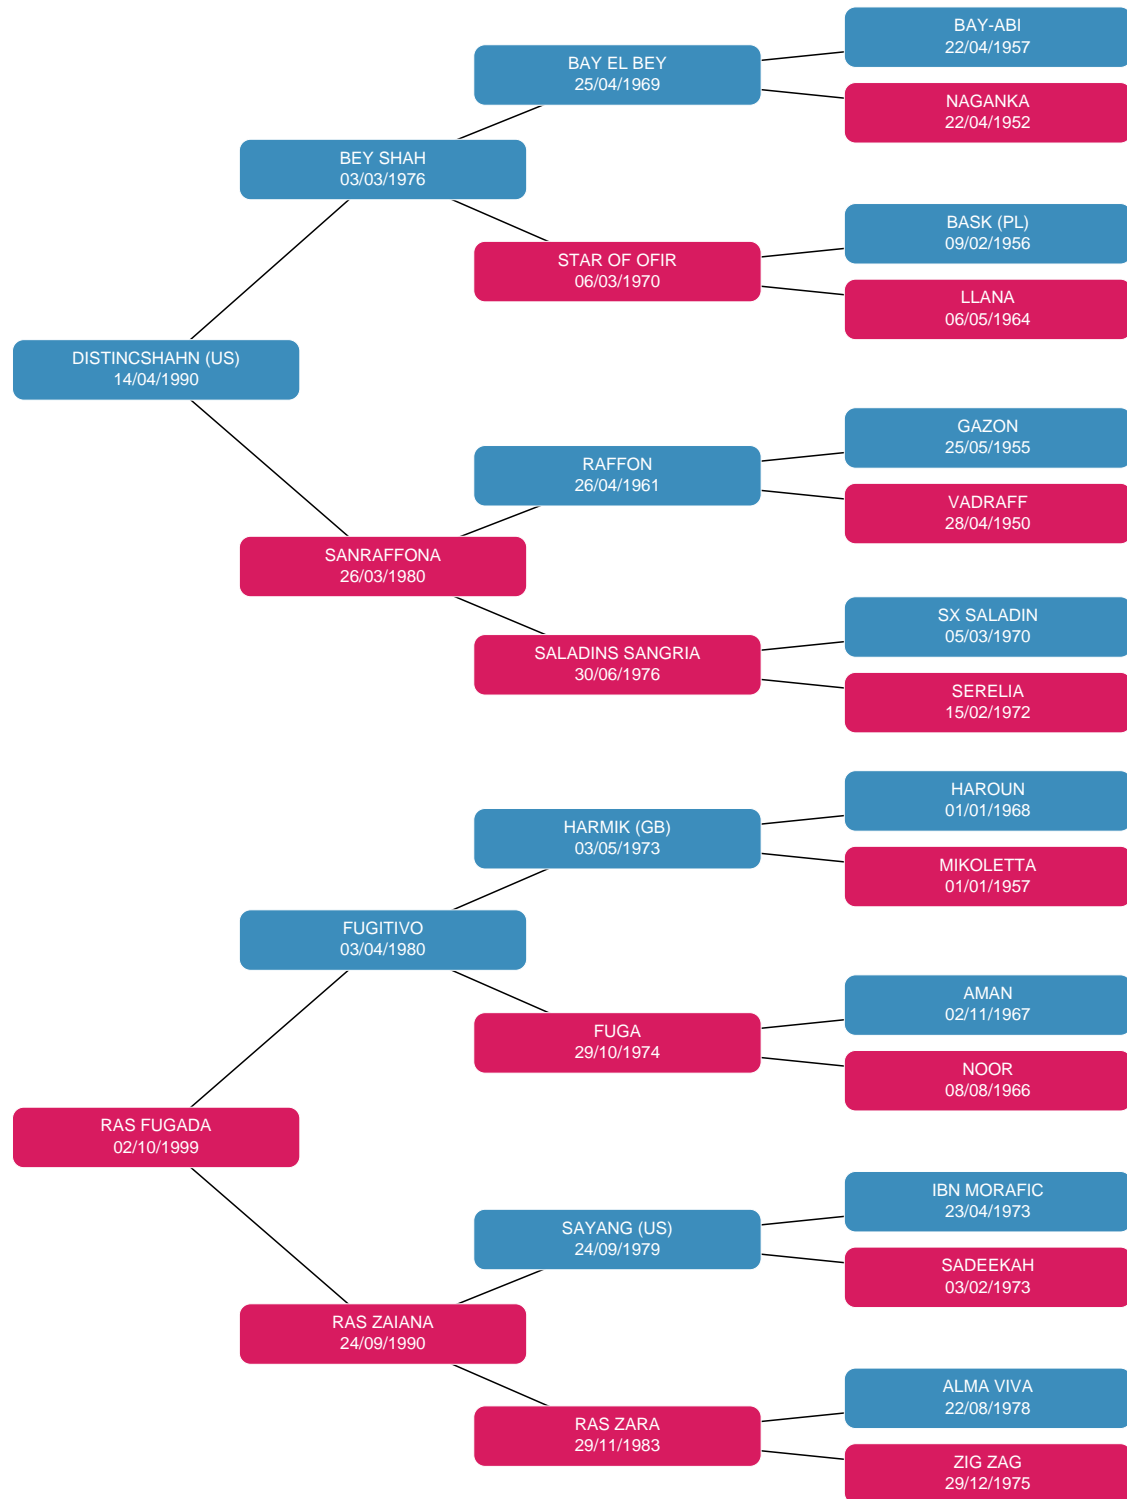 BAY-ABI
22/04/1957
BAY EL BEY
25/04/1969
NAGANKA
22/04/1952
BEY SHAH
03/03/1976
BASK (PL)
09/02/1956
STAR OF OFIR
06/03/1970
LLANA
06/05/1964
DISTINCSHAHN (US)
14/04/1990
GAZON
25/05/1955
RAFFON
26/04/1961
VADRAFF
28/04/1950
SANRAFFONA
26/03/1980
SX SALADIN
05/03/1970
SALADINS SANGRIA
30/06/1976
SERELIA
15/02/1972
HAROUN
01/01/1968
HARMIK (GB)
03/05/1973
MIKOLETTA
01/01/1957
FUGITIVO
03/04/1980
AMAN
02/11/1967
FUGA
29/10/1974
NOOR
08/08/1966
RAS FUGADA
02/10/1999
IBN MORAFIC
23/04/1973
SAYANG (US)
24/09/1979
SADEEKAH
03/02/1973
RAS ZAIANA
24/09/1990
ALMA VIVA
22/08/1978
RAS ZARA
29/11/1983
ZIG ZAG
29/12/1975